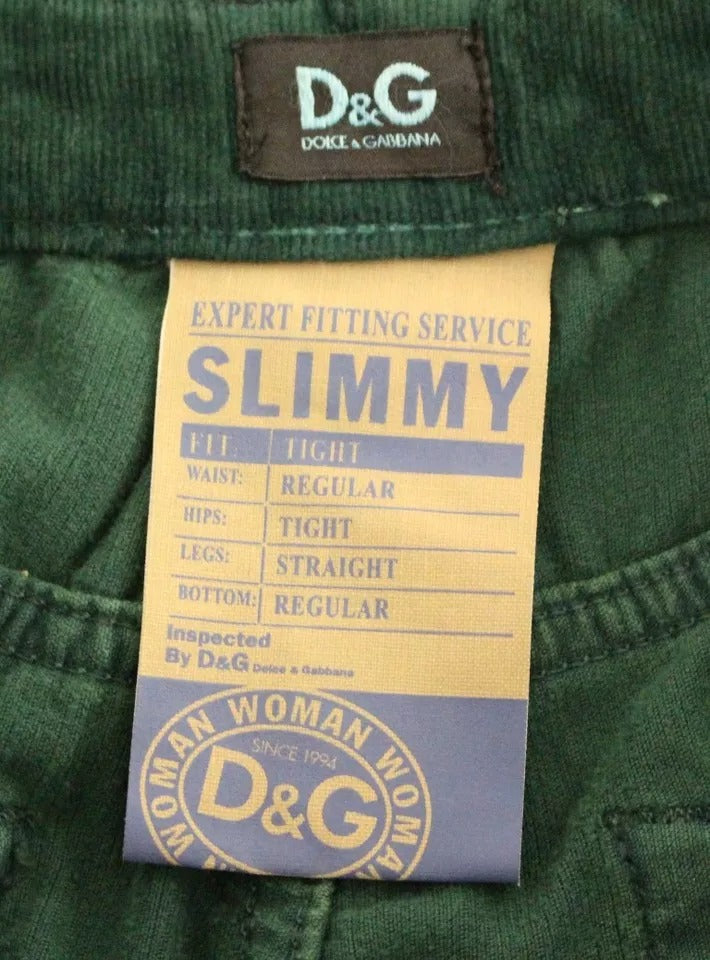 D&G
DOLCE & GABBANA
EXPERT FITTING SERVICE
SLIMMY
FIT: TIGHT
WAIST: REGULAR
HIPS: TIGHT
LEGS: STRAIGHT
BOTTOM: REGULAR
Inspected
By D&G Dolce & Gabbana
WOMAN WOMAN WOMAN WOMAN
SINCE 1994
D&G